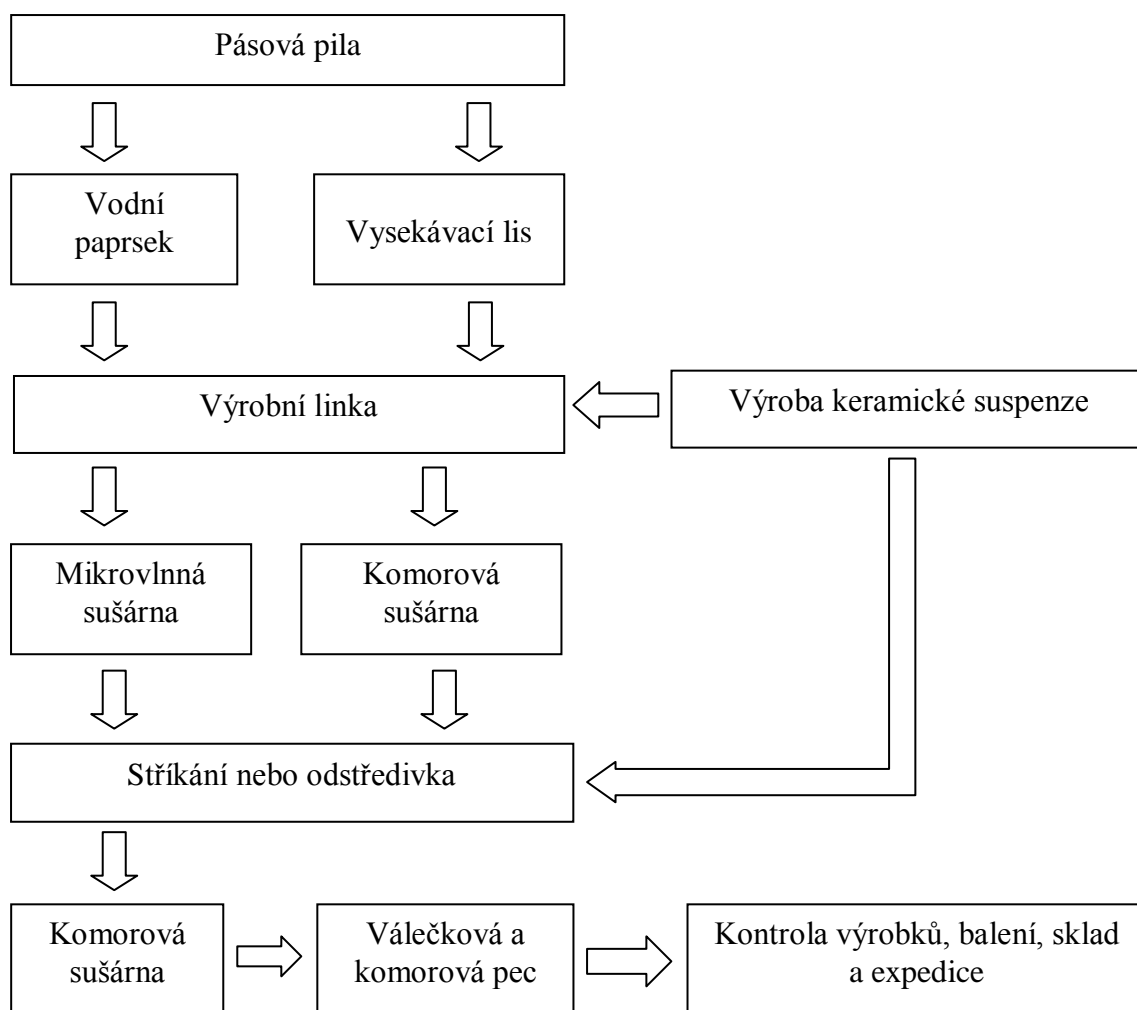 Pásová pila
Vodní
paprsek
Vysekávací lis
Výrobní linka
Výroba keramické suspenze
Mikrovlnná
sušárna
Komorová
sušárna
Stříkání nebo odstředivka
Komorová
sušárna
Válečková a
komorová pec
Kontrola výrobků, balení, sklad
a expedice